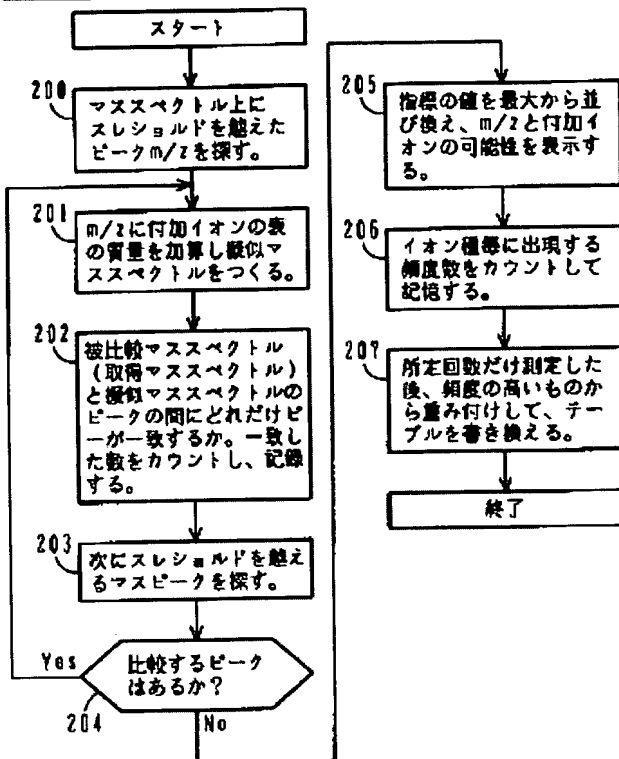 スタート
200
マススペクトル上に
スレショルドを越えた
ピークm/zを探す。
201
m/zに付加イオンの表
の質量を加算し擬似マ
ススペクトルをつくる。
202
被比較マススペクトル
(取得マススペクトル)
と擬似マススペクトルの
ピークの間にどれだけピ
ーが一致するか。一致し
た数をカウントし、記録
する。
203
次にスレショルドを越え
るマスピークを探す。
Yes
比較するピーク
はあるか?
204
No
205
指標の値を最大から並
び換え、m/zと付加イ
オンの可能性を表示す
る。
206
イオン種毎に出現する
頻度数をカウントして
記憶する。
207
所定回数だけ測定した
後、頻度の高いものか
ら重み付けして、テー
ブルを書き換える。
終了